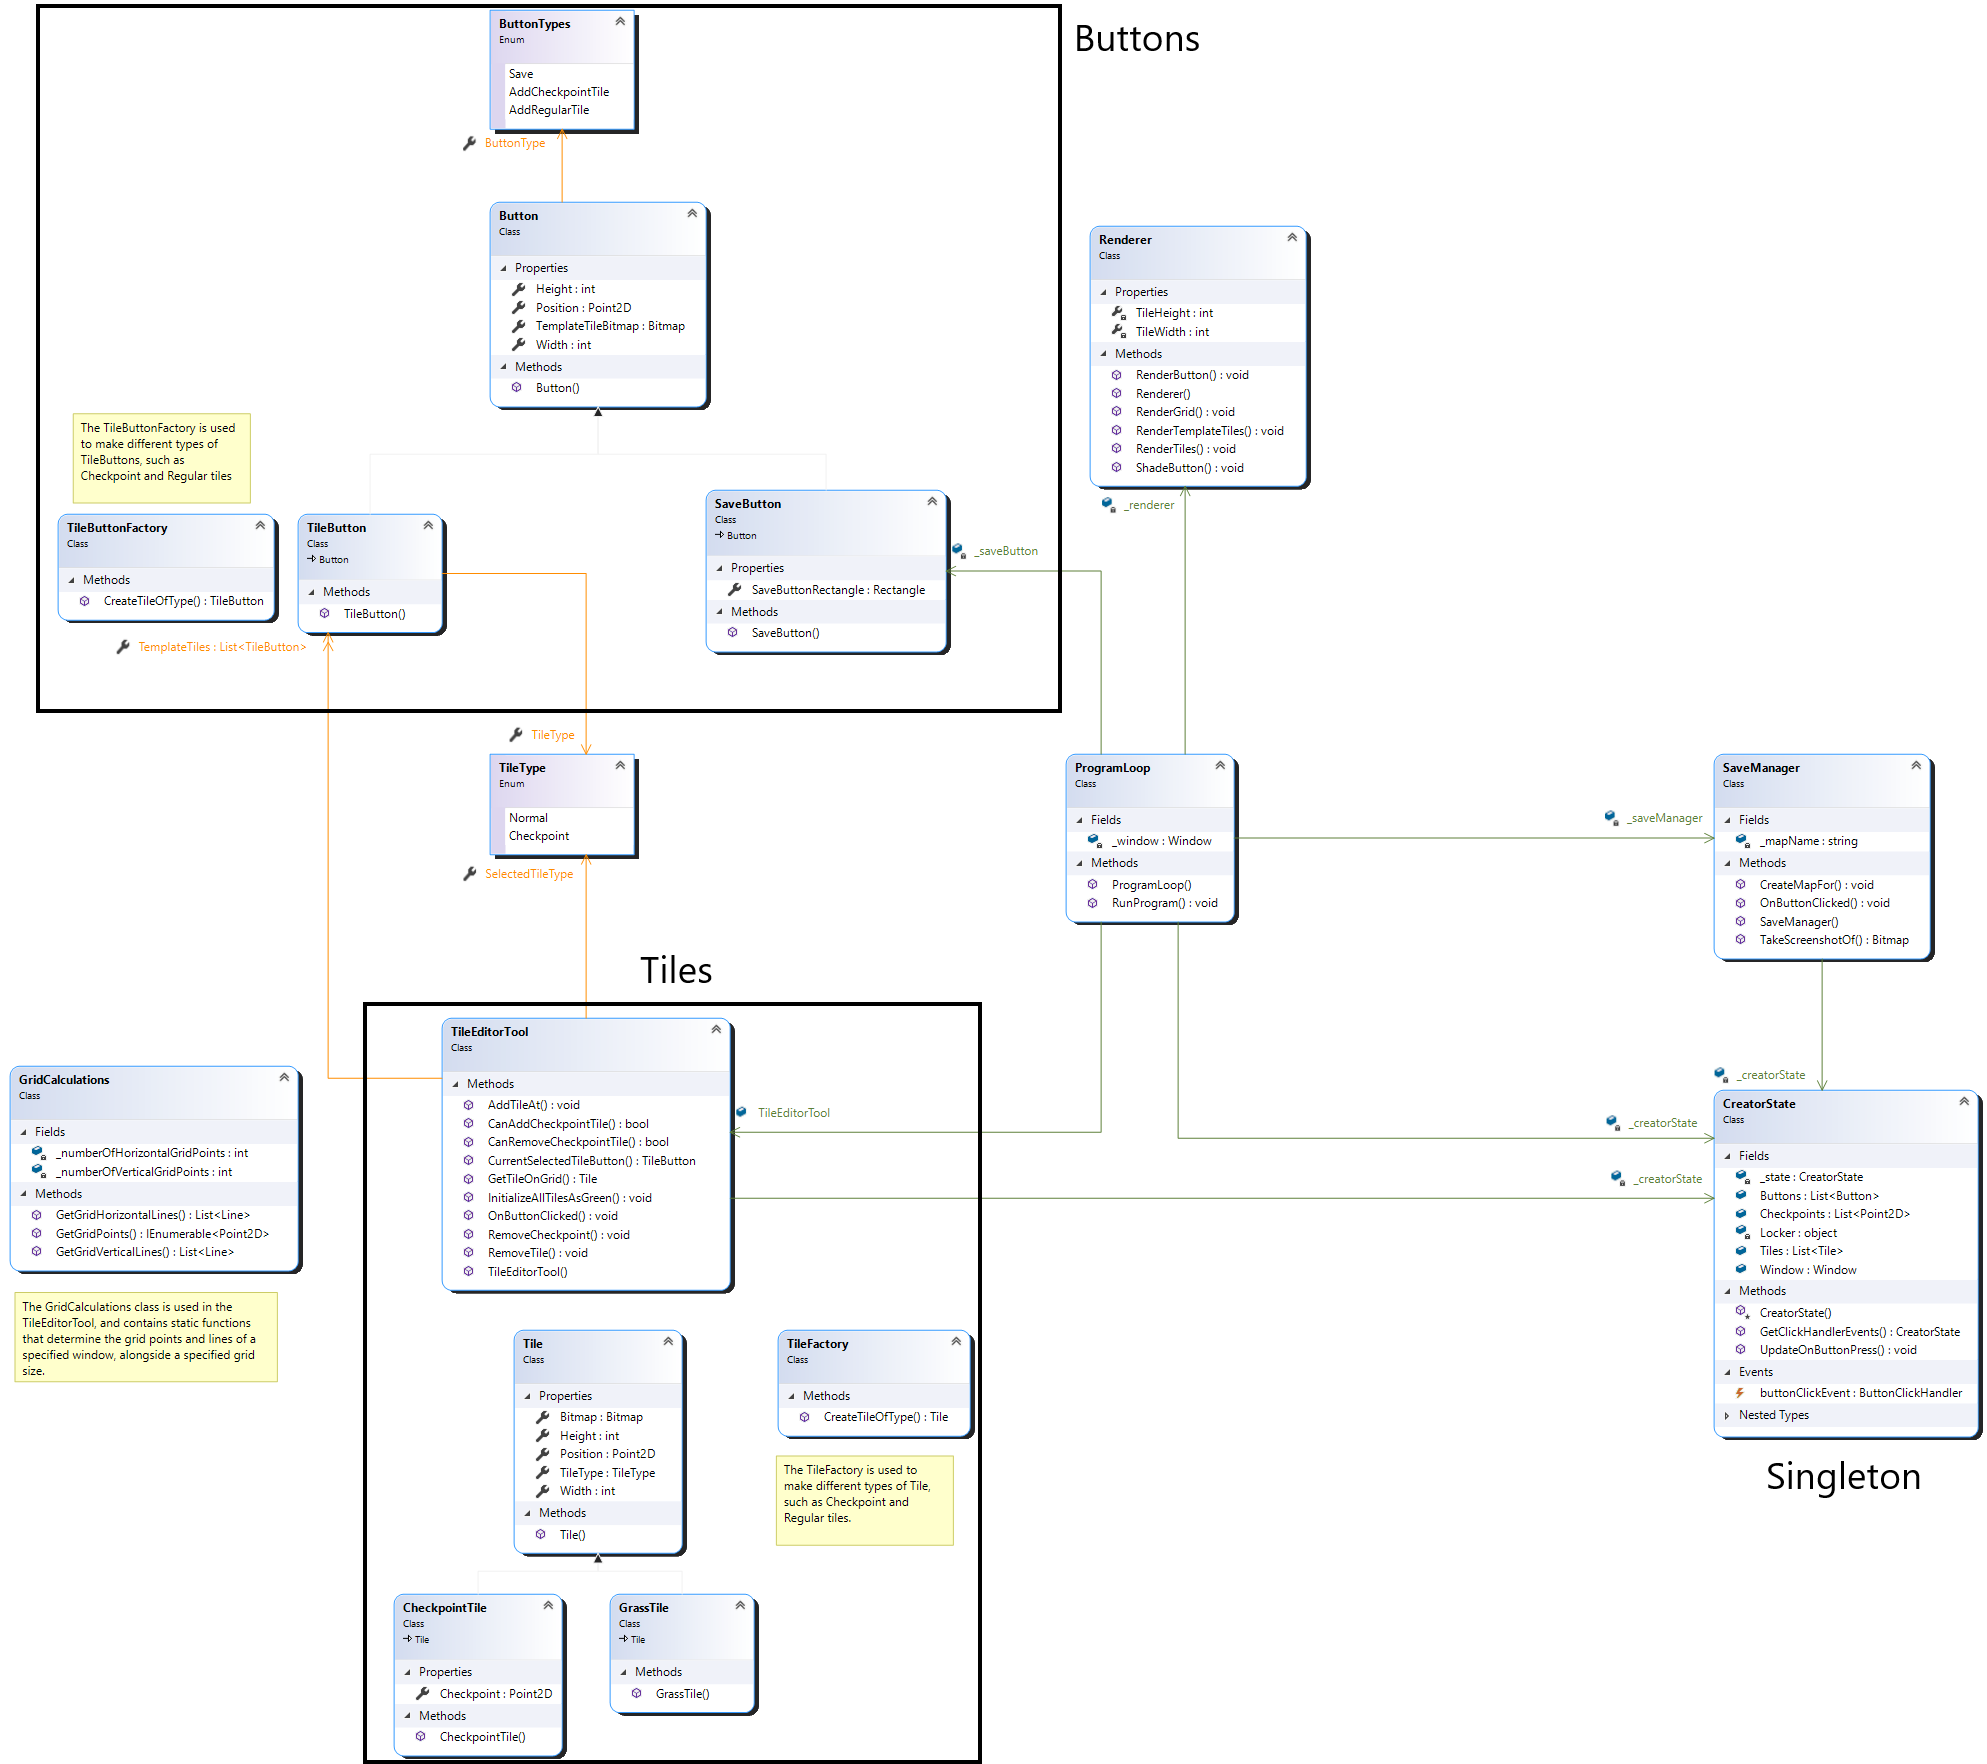 Buttons
ButtonTypes
Enum
Save
AddCheckpointTile
AddRegularTile
ButtonType
Button
Class
Properties
Height : int
Position : Point2D
TemplateTileBitmap : Bitmap
Width : int
Methods
Button()
The TileButtonFactory is used
to make different types of
TileButtons, such as
Checkpoint and Regular tiles
TileButtonFactory
Class
Methods
CreateTileOfType() : TileButton
TileButton
Class
Button
Methods
TileButton()
TemplateTiles : List<TileButton>
SaveButton
Class
Button
Properties
SaveButtonRectangle : Rectangle
Methods
SaveButton()
_saveButton
Renderer
Class
Properties
TileHeight : int
TileWidth : int
Methods
RenderButton() : void
Renderer()
RenderGrid() : void
RenderTemplateTiles() : void
RenderTiles() : void
ShadeButton() : void
_renderer
TileType
TileType
Enum
Normal
Checkpoint
SelectedTileType
ProgramLoop
Class
Fields
_window : Window
Methods
ProgramLoop()
RunProgram() : void
_saveManager
SaveManager
Class
Fields
_mapName : string
Methods
CreateMapFor() : void
OnButtonClicked() : void
SaveManager()
TakeScreenshotOf() : Bitmap
Tiles
TileEditorTool
Class
Methods
AddTileAt() : void
CanAddCheckpointTile() : bool
CanRemoveCheckpointTile() : bool
CurrentSelectedTileButton() : TileButton
GetTileOnGrid() : Tile
InitializeAllTilesAsGreen() : void
OnButtonClicked() : void
RemoveCheckpoint() : void
RemoveTile() : void
TileEditorTool()
TileEditorTool
_creatorState
_creatorState
_creatorState
GridCalculations
Class
Fields
_numberOfHorizontalGridPoints : int
_numberOfVerticalGridPoints : int
Methods
GetGridHorizontalLines() : List<Line>
GetGridPoints() : IEnumerable<Point2D>
GetGridVerticalLines() : List<Line>
The GridCalculations class is used in the
TileEditorTool, and contains static functions
that determine the grid points and lines of a
specified window, alongside a specified grid
size.
CreatorState
Class
Fields
_state : CreatorState
Buttons : List<Button>
Checkpoints : List<Point2D>
Locker : object
Tiles : List<Tile>
Window : Window
Methods
CreatorState()
GetClickHandlerEvents() : CreatorState
UpdateOnButtonPress() : void
Events
buttonClickEvent : ButtonClickHandler
Nested Types
Singleton
Tile
Class
Properties
Bitmap : Bitmap
Height : int
Position : Point2D
TileType : TileType
Width : int
Methods
Tile()
TileFactory
Class
Methods
CreateTileOfType() : Tile
The TileFactory is used to
make different types of Tile,
such as Checkpoint and
Regular tiles.
CheckpointTile
Class
Tile
Properties
Checkpoint : Point2D
Methods
CheckpointTile()
GrassTile
Class
Tile
Methods
GrassTile()